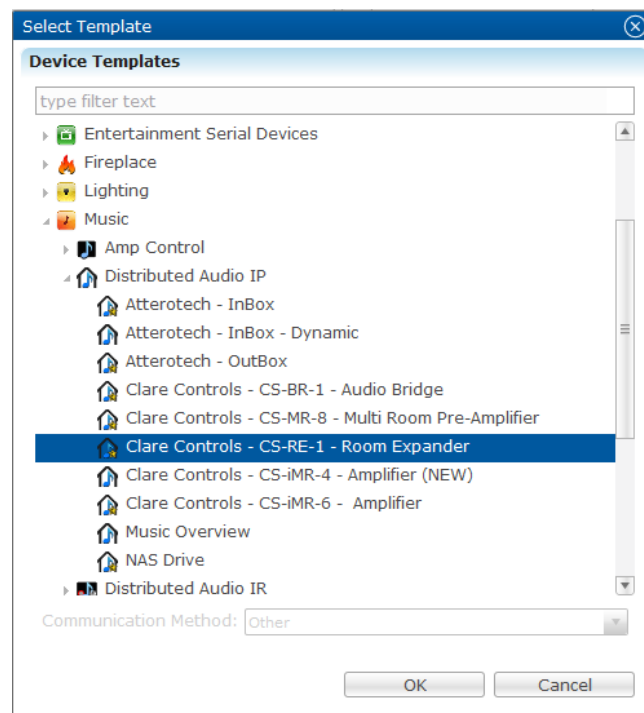 Select Template
Device Templates
type filter text
Entertainment Serial Devices
Fireplace
Lighting
Music
Amp Control
Distributed Audio IP
Atterotech - InBox
Atterotech - InBox - Dynamic
Atterotech - OutBox
Clare Controls - CS-BR-1 - Audio Bridge
Clare Controls - CS-MR-8 - Multi Room Pre-Amplifier
Clare Controls - CS-RE-1 - Room Expander
Clare Controls - CS-iMR-4 - Amplifier (NEW)
Clare Controls - CS-iMR-6 - Amplifier
Music Overview
NAS Drive
Distributed Audio IR
Communication Method: Other
OK Cancel